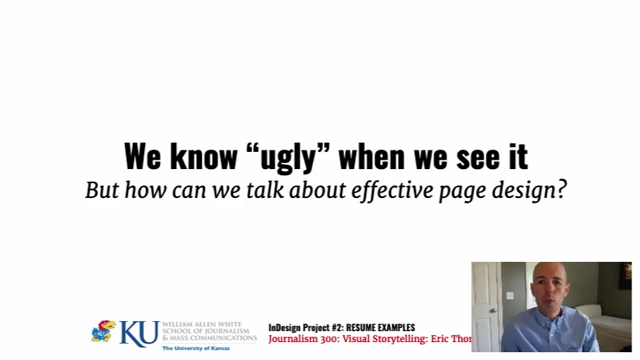 We know “ugly” when we see it
But how can we talk about effective page design?
KU
WILLIAM ALLEN WHITE
SCHOOL OF JOURNALISM
& MASS COMMUNICATIONS
The University of Kansas
InDesign Project #2: RESUME EXAMPLES
Journalism 300: Visual Storytelling: Eric Thor